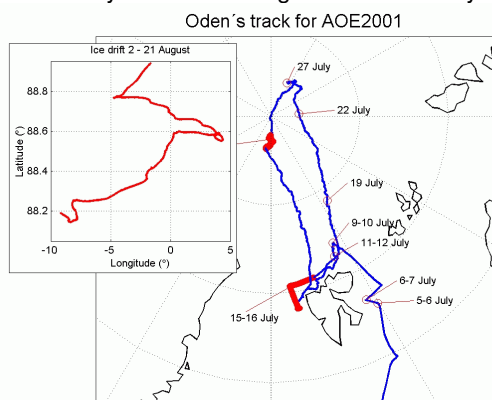 Oden´s track for AOE2001
Ice drift 2 - 21 August
88.8
88.6
88.4
88.2
Latitude (º)
-10
-5
0
5
Longitude (º)
27 July
22 July
19 July
9-10 July
11-12 July
6-7 July
5-6 July
15-16 July